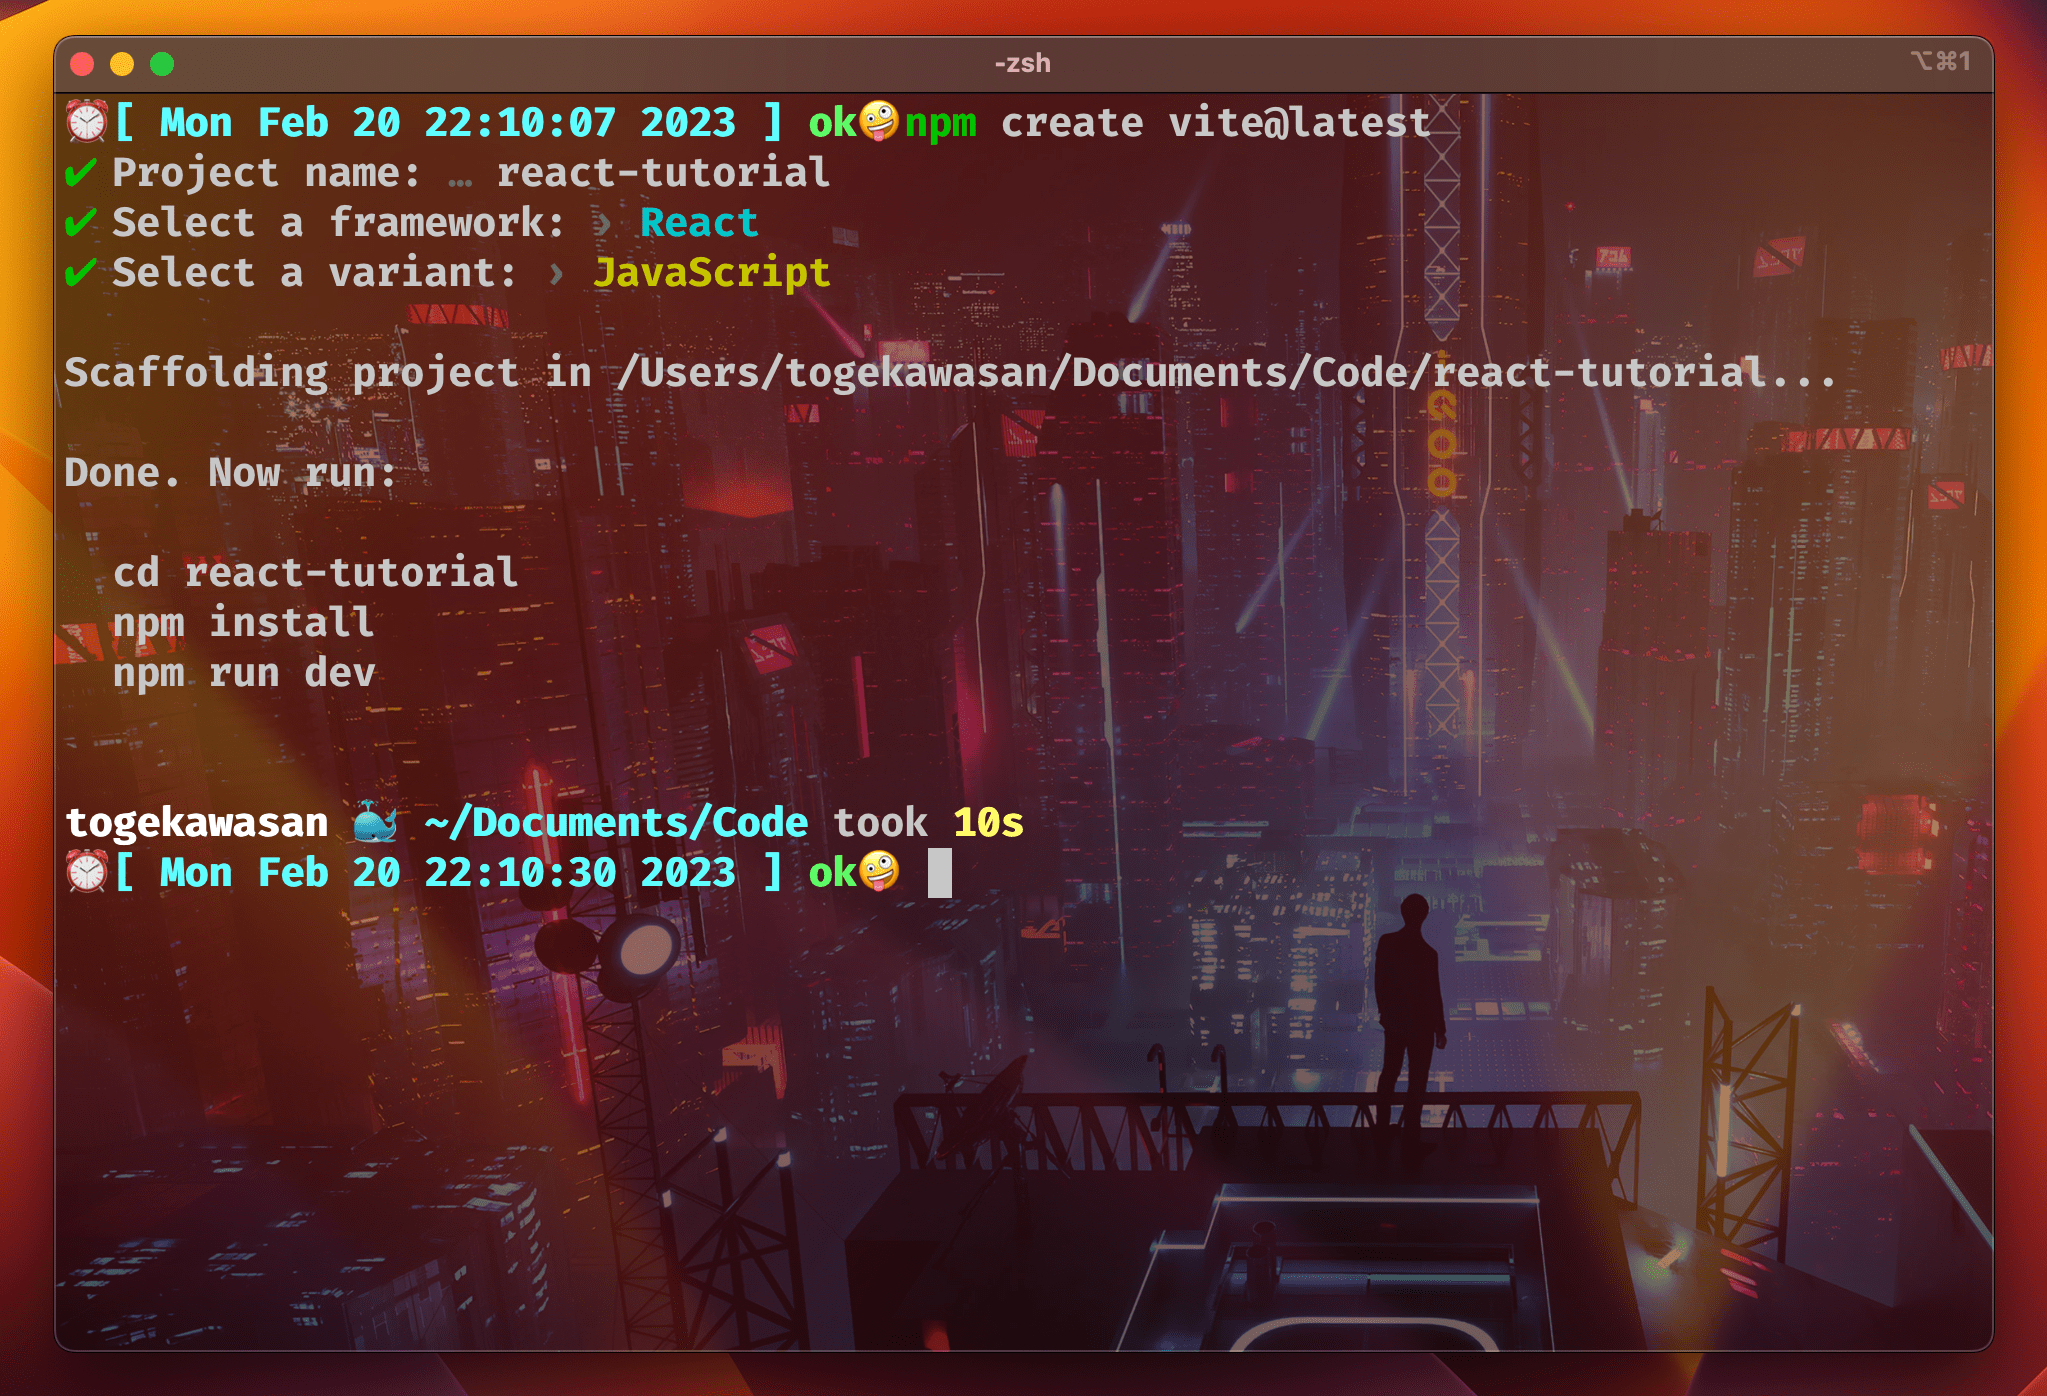 -zsh
⌥⌘1
⏰[ Mon Feb 20 22:10:07 2023 ] ok🤪npm create vite@latest
✔ Project name: … react-tutorial
✔ Select a framework: › React
✔ Select a variant: › JavaScript
Scaffolding project in /Users/togekawasan/Documents/Code/react-tutorial...
Done. Now run:
cd react-tutorial
npm install
npm run dev
togekawasan 🐳 ~/Documents/Code took 10s
⏰[ Mon Feb 20 22:10:30 2023 ] ok🤪